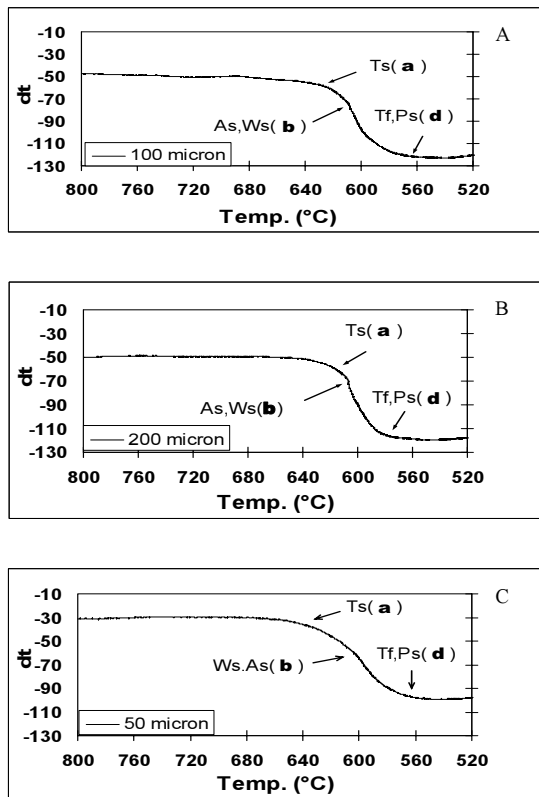 A
-10
-30
-50
-70
-90
-110
-130
dt
Ts( a )
As,Ws( b )
Tf,Ps( d )
100 micron
800 760 720 680 640 600 560 520
Temp. (°C)
B
-10
-30
-50
-70
-90
-110
-130
dt
Ts( a )
As,Ws(b)
Tf,Ps( d )
200 micron
800 760 720 680 640 600 560 520
Temp. (°C)
C
-10
-30
-50
-70
-90
-110
-130
dt
Ts( a )
Ws.As( b )
Tf,Ps( d )
50 micron
800 760 720 680 640 600 560 520
Temp. (°C)